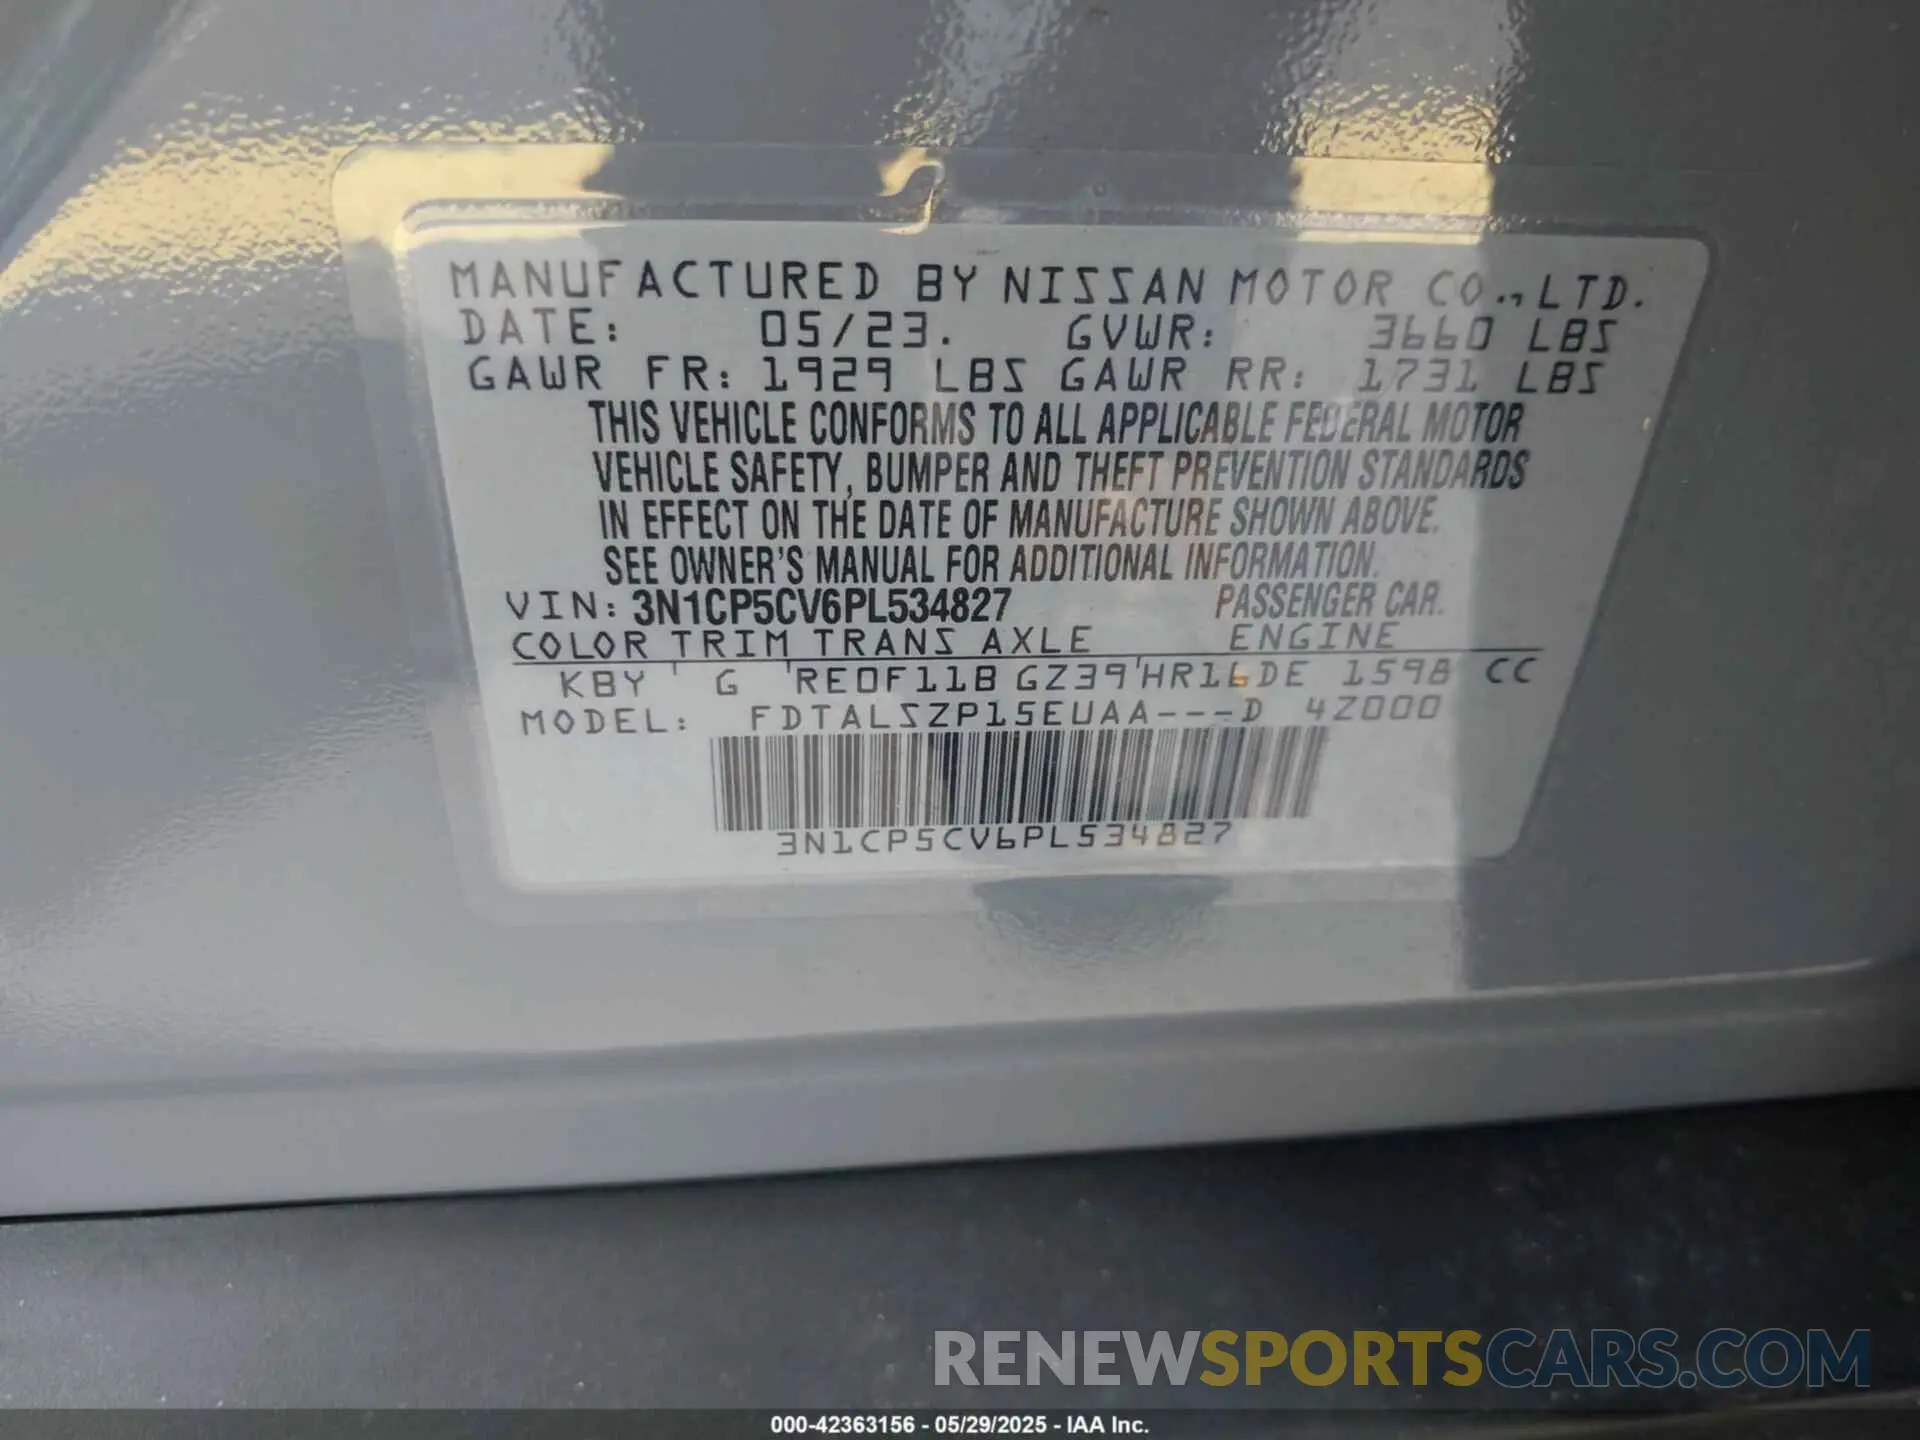 MANUFACTURED BY NISSAN MOTOR CO., LTD.
DATE: 05/23. GVWR: 3660 LBS
GAWR FR: 1929 LBS GAWR RR: 1731 LBS
THIS VEHICLE CONFORMS TO ALL APPLICABLE FEDERAL MOTOR
VEHICLE SAFETY, BUMPER AND THEFT PREVENTION STANDARDS
IN EFFECT ON THE DATE OF MANUFACTURE SHOWN ABOVE.
SEE OWNER'S MANUAL FOR ADDITIONAL INFORMATION.
VIN: 3N1CP5CV6PL534827 PASSENGER CAR.
COLOR TRIM TRANS AXLE ENGINE
KBY G RE0F11B GZ39 HR16DE 1598 CC
MODEL: FDTALSZP15EUAA---D 4Z000
3N1CP5CV6PL534827
RENEWSPORTSCARS.COM
000-42363156 - 05/29/2025 - IAA Inc.